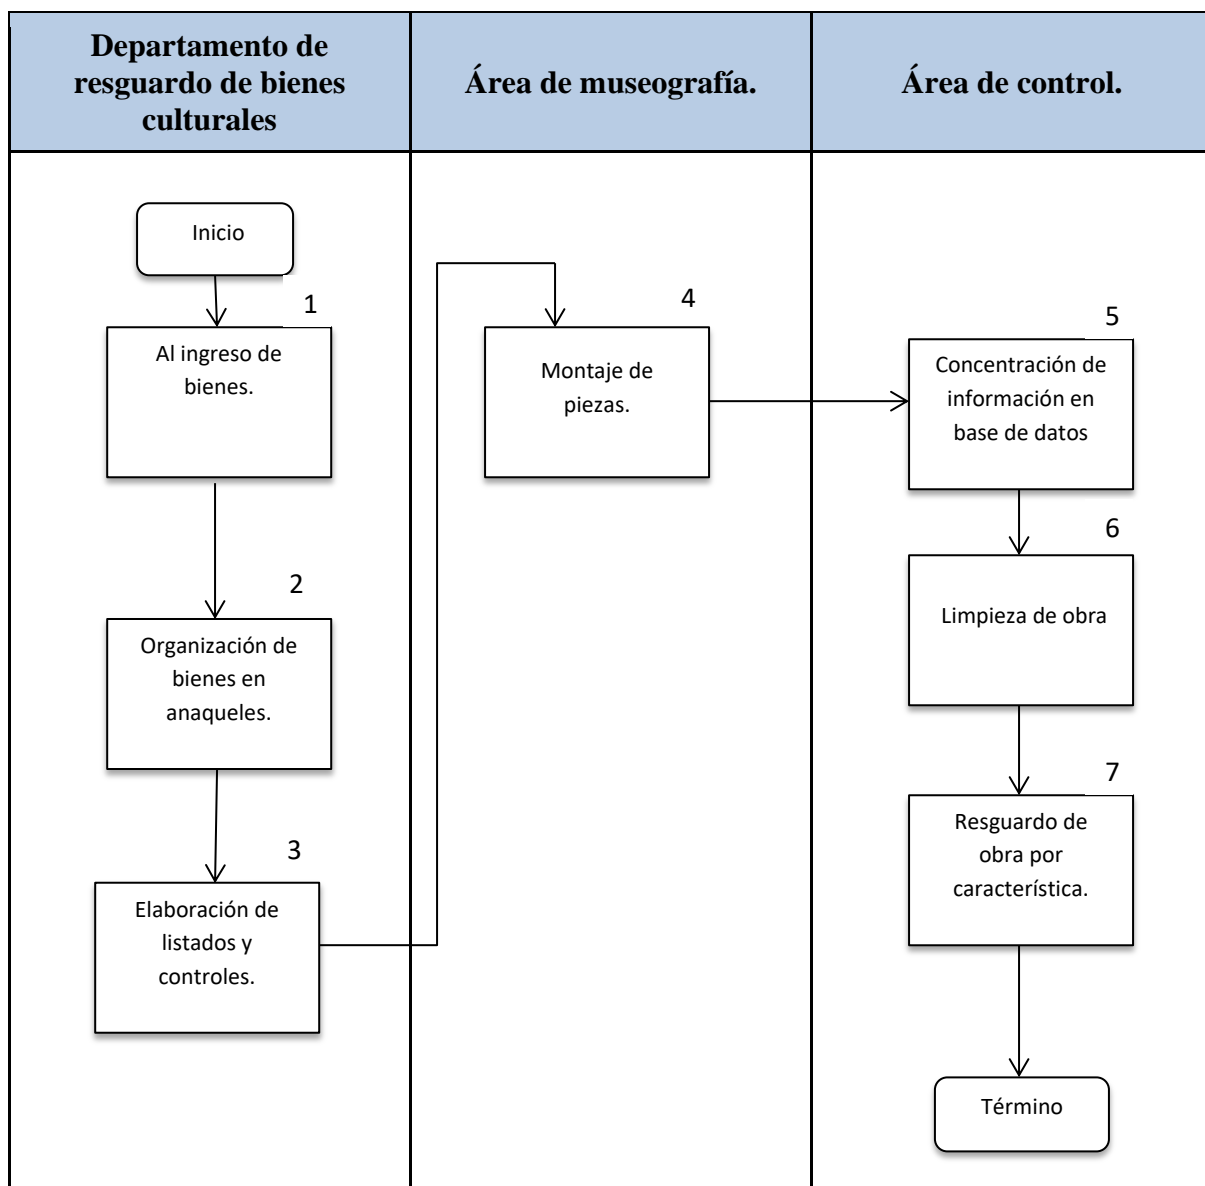 Departamento de
resguardo de bienes
culturales
Área de museografía.
Área de control.
Inicio
1
Al ingreso de
bienes.
2
Organización de
bienes en
anaqueles.
3
Elaboración de
listados y
controles.
4
Montaje de
piezas.
5
Concentración de
información en
base de datos
6
Limpieza de obra
7
Resguardo de
obra por
característica.
Término